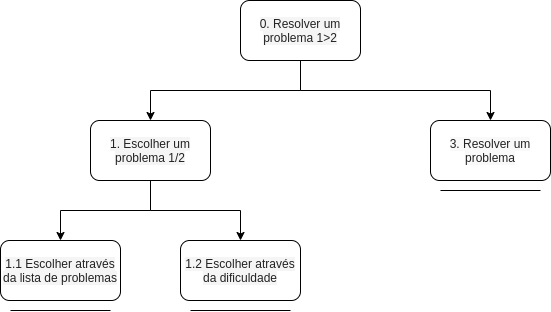 0. Resolver um
problema 1>2
1. Escolher um
problema 1/2
3. Resolver um
problema
1.1 Escolher através
da lista de problemas
1.2 Escolher através
da dificuldade